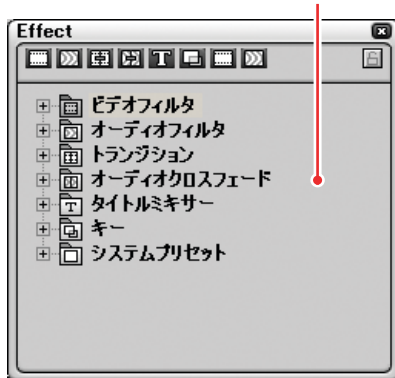 Effect
T
ビデオフィルタ
オーディオフィルタ
トランジション
オーディオクロスフェード
T タイトルミキサー
キー
システムプリセット